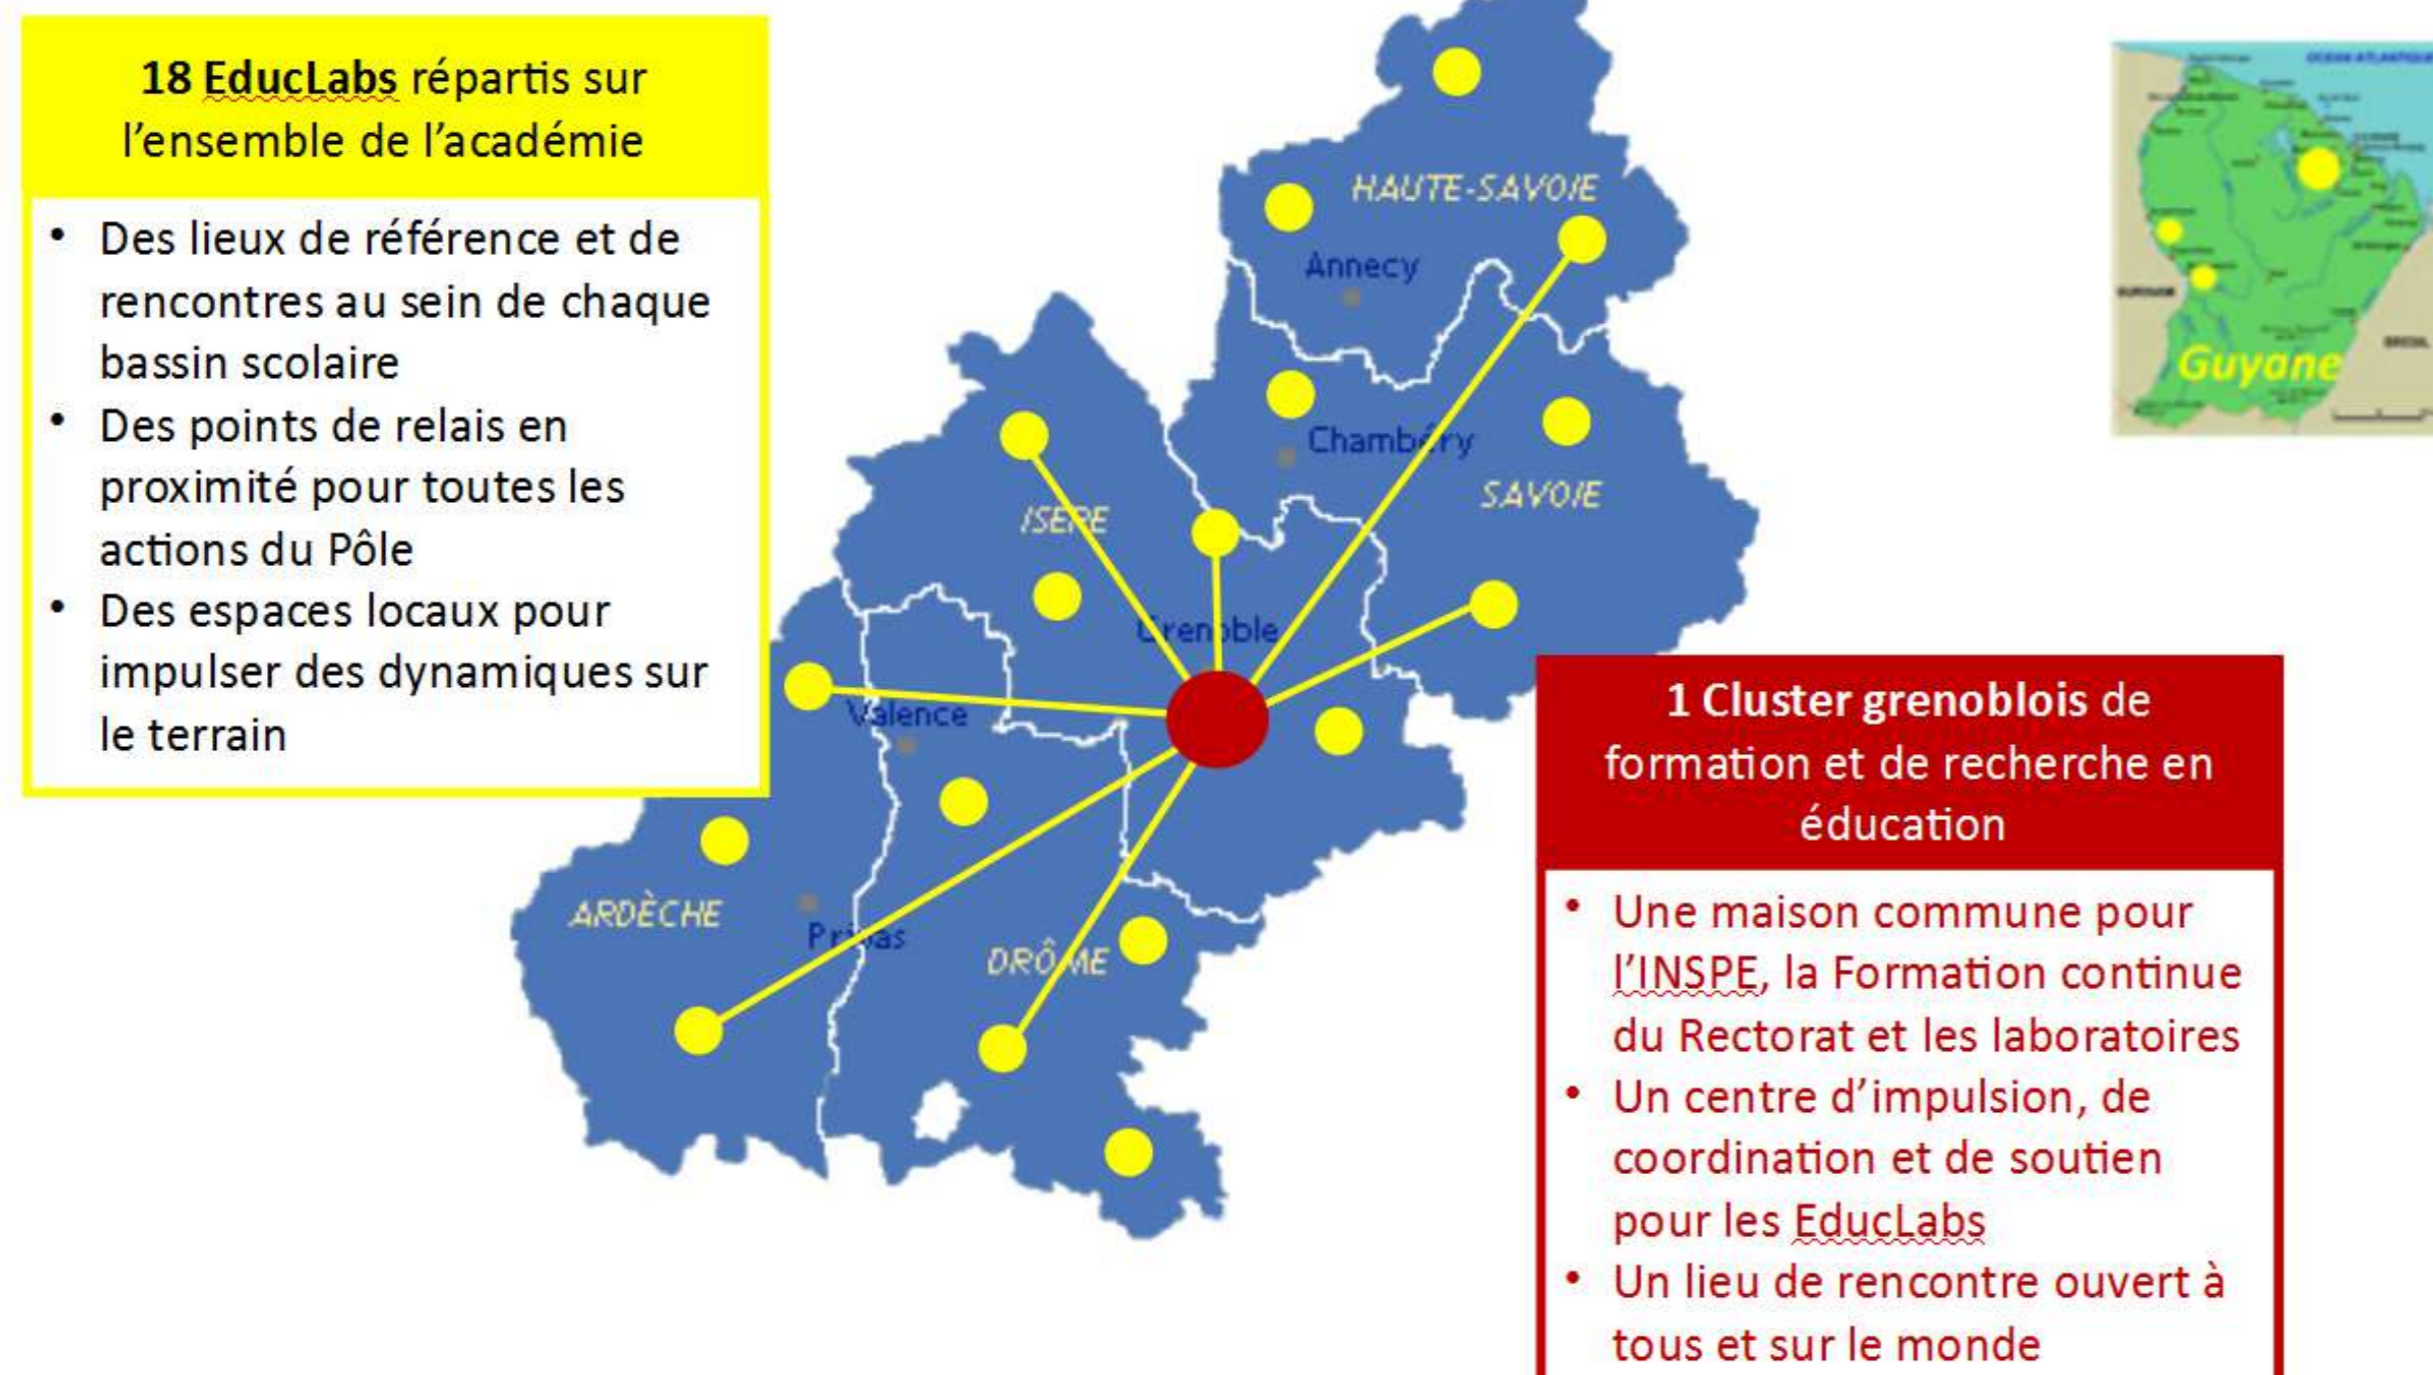 18 EducLabs répartis sur
l'ensemble de l'académie
• Des lieux de référence et de
rencontres au sein de chaque
bassin scolaire
• Des points de relais en
proximité pour toutes les
actions du Pôle
• Des espaces locaux pour
impulser des dynamiques sur
le terrain
HAUTE-SAVOIE
Annecy
Chambéry
SAVOIE
ISÈRE
Grenoble
Valence
ARDÈCHE
Privas
DRÔME
OCEAN ATLANTIQUE
SURINAME
BRESIL
Guyane
1 Cluster grenoblois de
formation et de recherche en
éducation
• Une maison commune pour
l'INSPE, la Formation continue
du Rectorat et les laboratoires
• Un centre d'impulsion, de
coordination et de soutien
pour les EducLabs
• Un lieu de rencontre ouvert à
tous et sur le monde